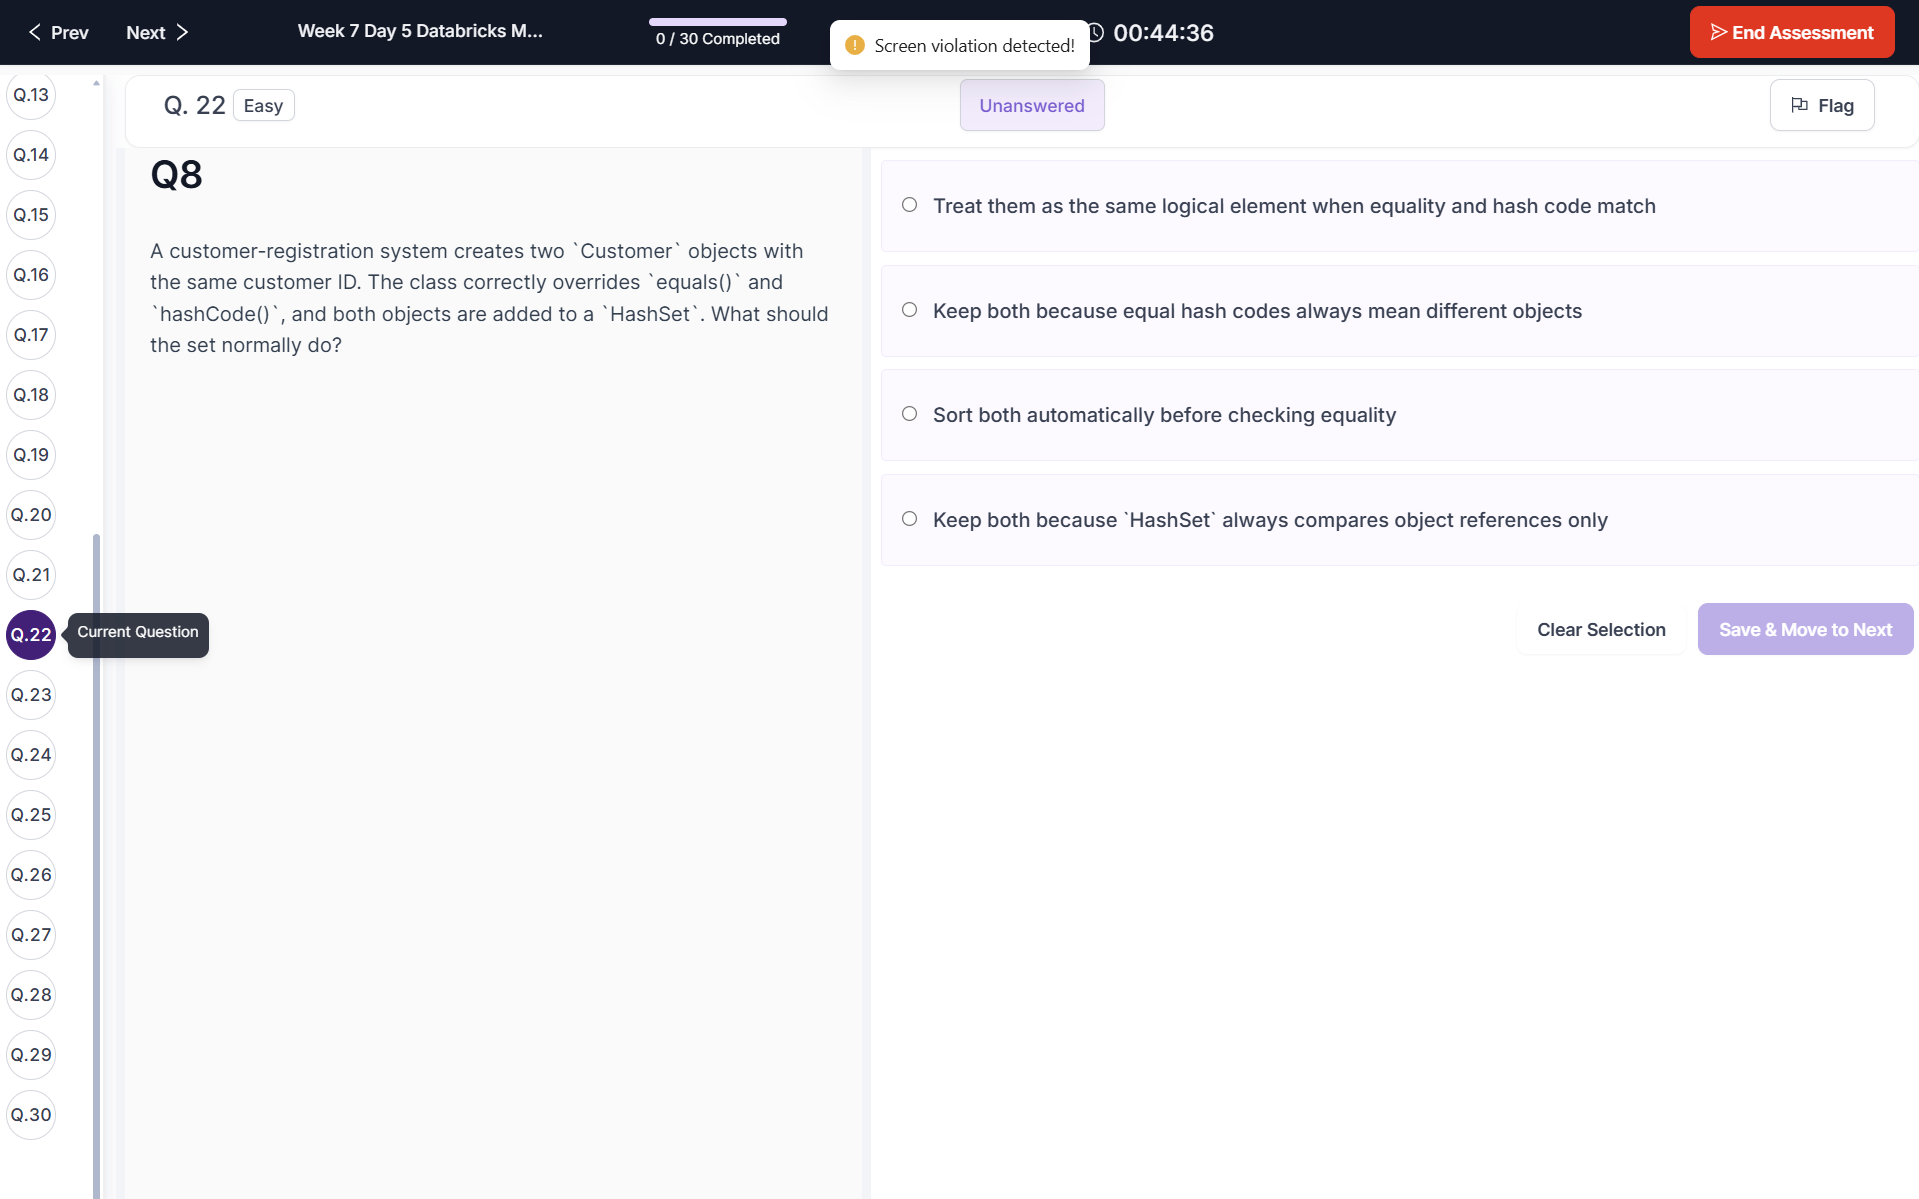 Prev
Next
Week 7 Day 5 Databricks M...
0 / 30 Completed
Screen violation detected!
00:44:36
End Assessment
Q.13
Q.14
Q.15
Q.16
Q.17
Q.18
Q.19
Q.20
Q.21
Q.22
Current Question
Q.23
Q.24
Q.25
Q.26
Q.27
Q.28
Q.29
Q.30
Q. 22
Easy
Unanswered
Flag
Q8
A customer-registration system creates two `Customer` objects with
the same customer ID. The class correctly overrides `equals()` and
`hashCode()`, and both objects are added to a `HashSet`. What should
the set normally do?
Treat them as the same logical element when equality and hash code match
Keep both because equal hash codes always mean different objects
Sort both automatically before checking equality
Keep both because `HashSet` always compares object references only
Clear Selection
Save & Move to Next